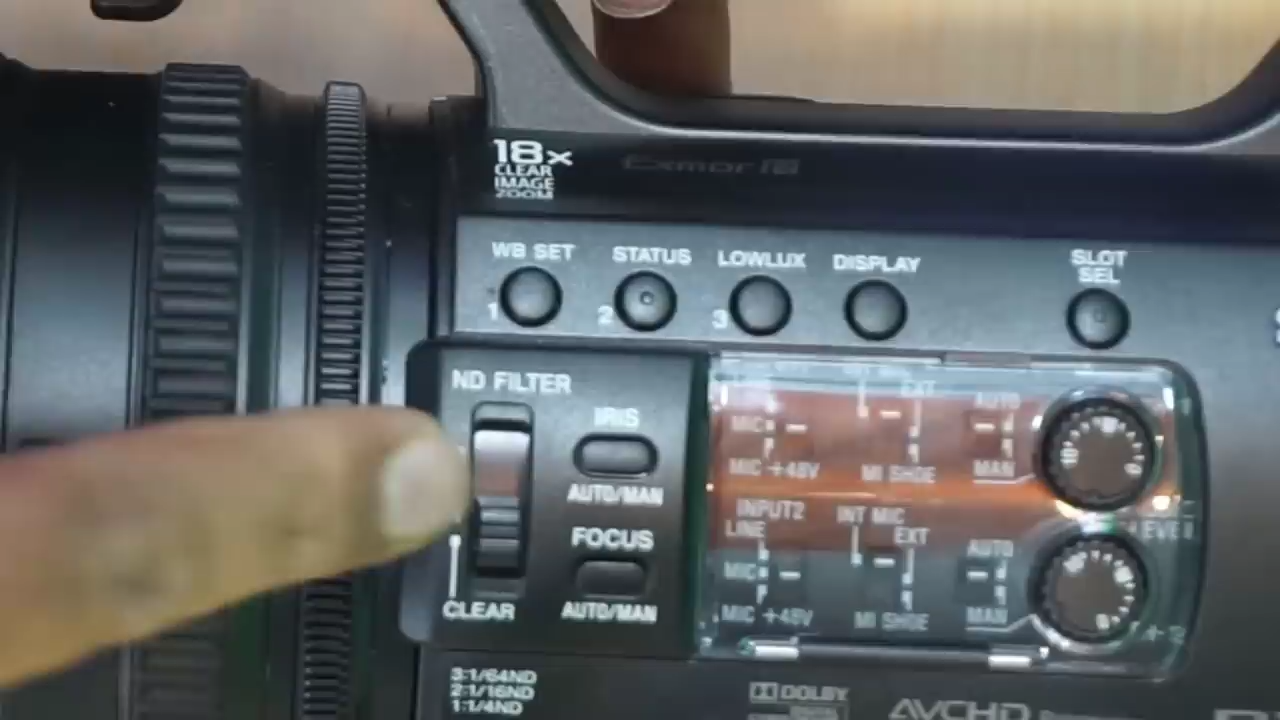 18x
CLEAR
IMAGE
ZOOM
Exmor R
WB SET
STATUS
LOWLUX
DISPLAY
SLOT
SEL
1
2
3
ND FILTER
IRIS
AUTO/MAN
FOCUS
AUTO/MAN
CLEAR
EXT
AUTO
MIC
MIC +48V
MI SHOE
MAN
INPUT2
LINE
INT MIC
EXT
AUTO
MIC
MIC +48V
MI SHOE
MAN
3:1/64ND
2:1/16ND
1:1/4ND
DOLBY
AVCHD